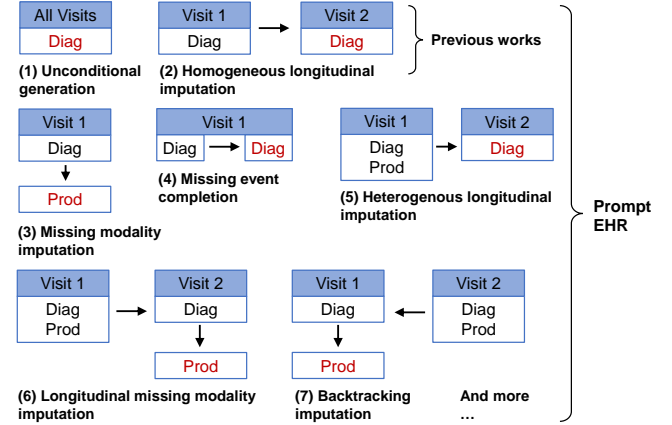 All Visits
Diag
(1) Unconditional
generation
Visit 1
Diag
Visit 2
Diag
(2) Homogeneous longitudinal
imputation
Previous works
Visit 1
Diag
Prod
(3) Missing modality
imputation
Visit 1
Diag
Diag
(4) Missing event
completion
Visit 1
Diag
Prod
Visit 2
Diag
(5) Heterogenous longitudinal
imputation
Prompt
EHR
Visit 1
Diag
Prod
Visit 2
Diag
Prod
(6) Longitudinal missing modality
imputation
Visit 1
Diag
Prod
Visit 2
Diag
Prod
(7) Backtracking
imputation
And more
...